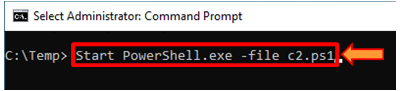 Select Administrator: Command Prompt
C:\Temp> Start PowerShell.exe -file c2.ps1